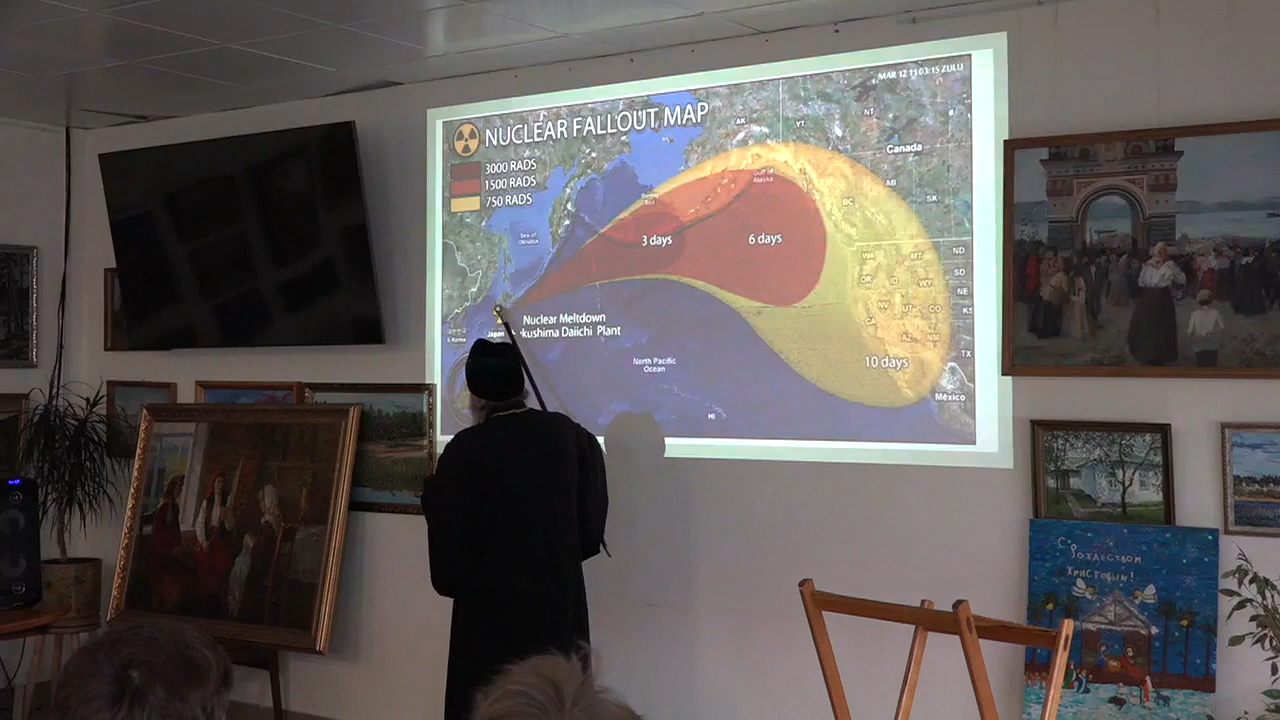 MAR 12 11 03:15 ZULU
NUCLEAR FALLOUT MAP
3000 RADS
1500 RADS
750 RADS
AK
YT
NT
Canada
Gulf of
Alaska
AB
BC
SK
Bering
Sea
Sea of
Okhotsk
3 days
6 days
WA
MT
ND
OR
ID
WY
SD
NE
NV
UT
CO
KS
CA
AZ
NM
TX
10 days
Nuclear Meltdown
kushima Daiichi Plant
Japan
North Pacific
Ocean
HI
México
С РОЖДЕСТВОМ
ХРИСТОВЫМ!